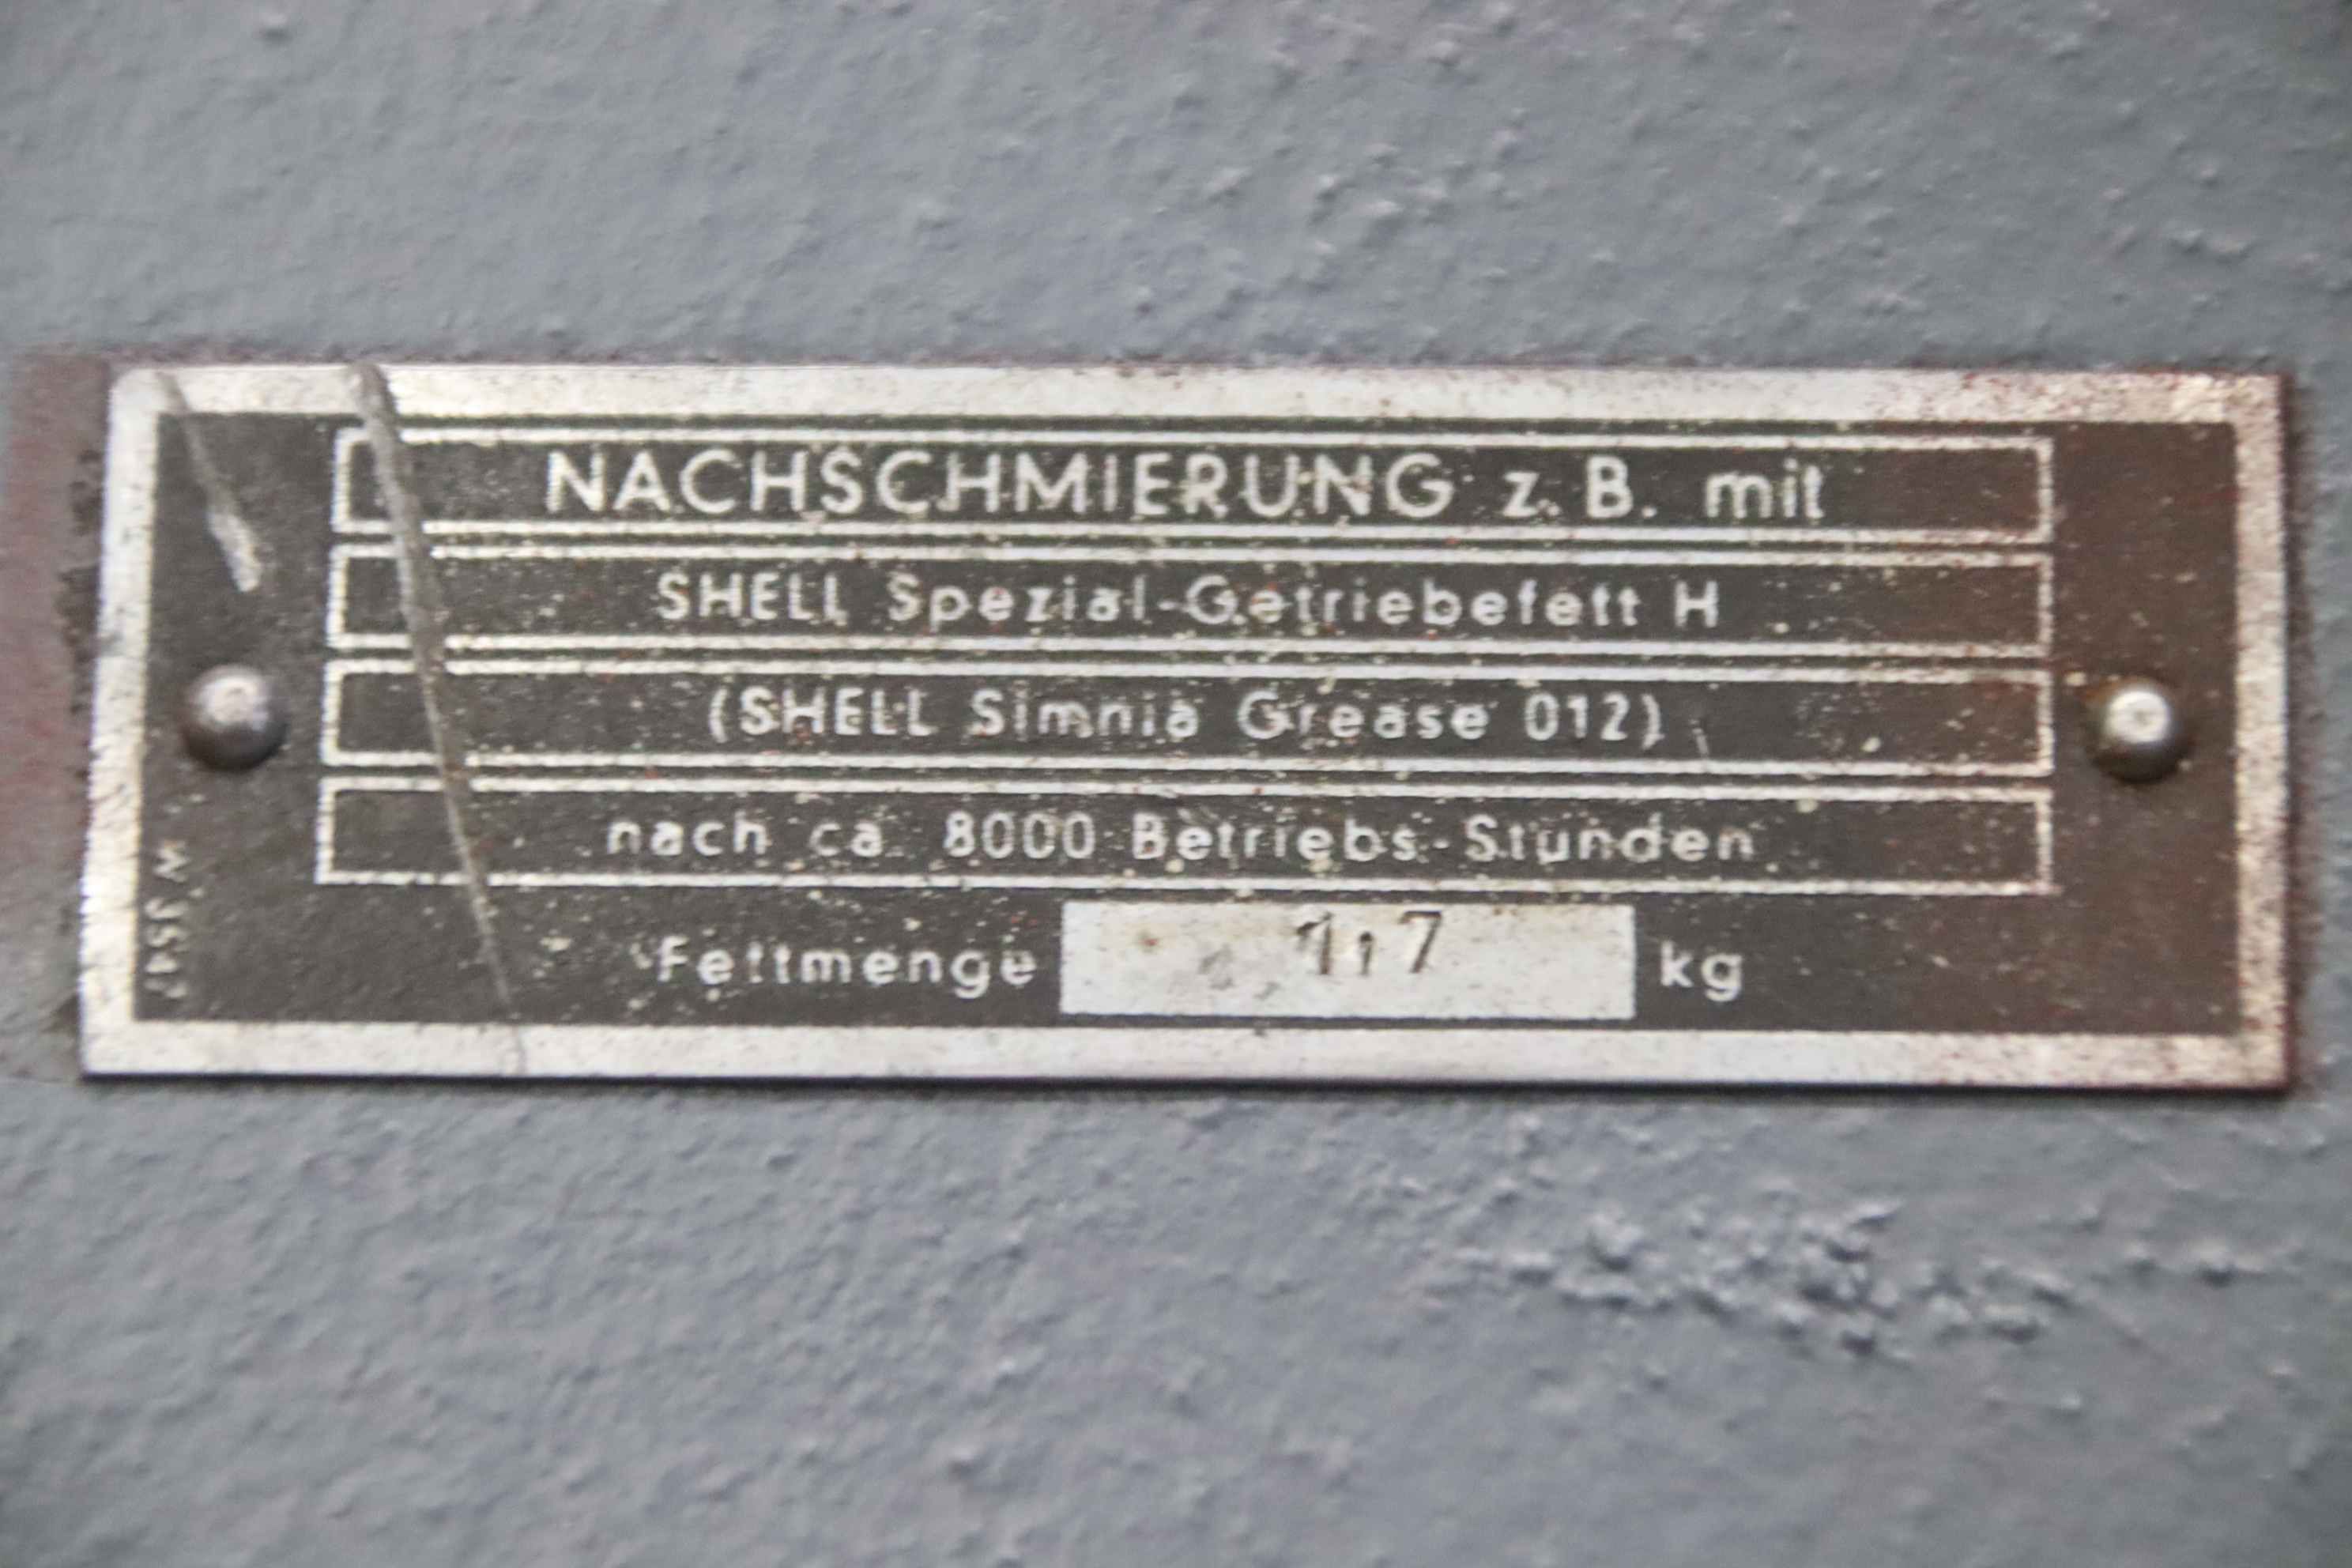 NACHSCHMIERUNG z. B. mit
SHELL Spezial-Getriebefett H
(SHELL Simnia Grease 012)
nach ca. 8000 Betriebs-Stunden
Fettmenge 1,7 kg